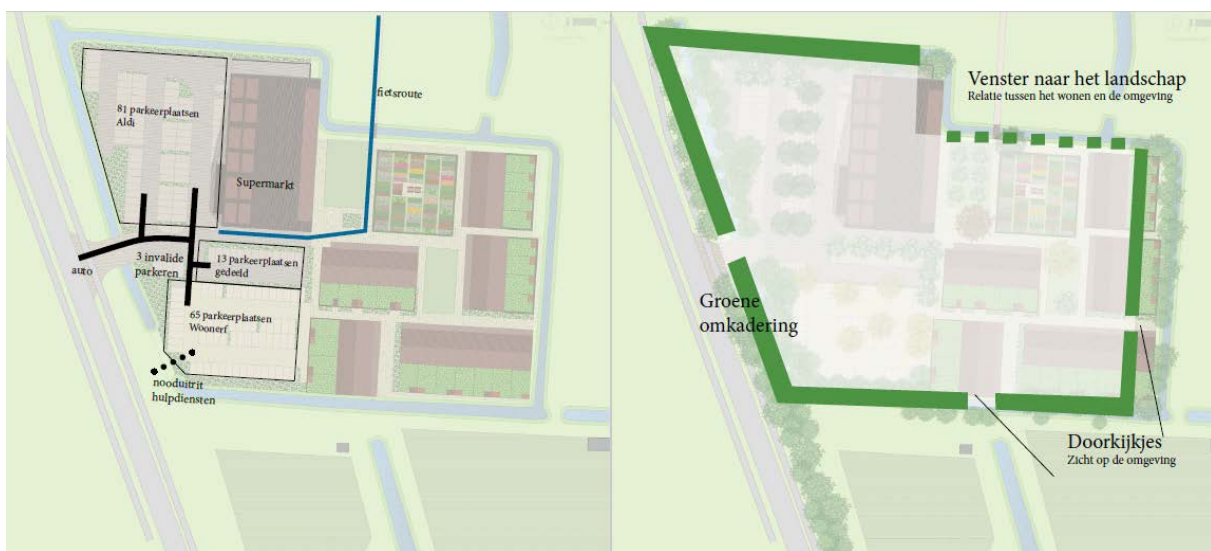 81 parkeerplaatsen
Aldi
fietsroute
Supermarkt
auto
3 invalide
parkeren
13 parkeerplaatsen
gedeeld
65 parkeerplaatsen
Woonerf
nooduitrit
hulpdiensten
Venster naar het landschap
Relatie tussen het wonen en de omgeving
Groene
omkadering
Doorkijkjes
Zicht op de omgeving